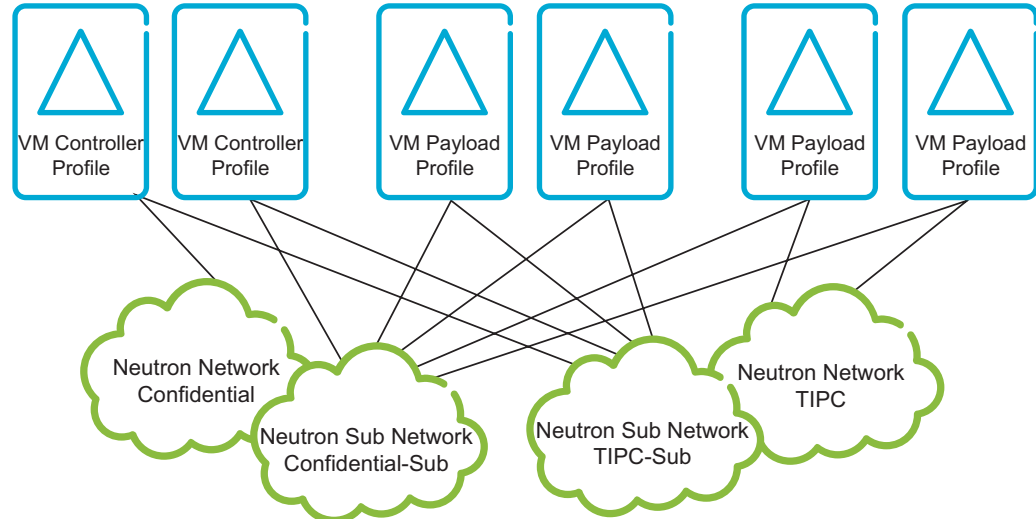 VM Controller
Profile
VM Controller
Profile
VM Payload
Profile
VM Payload
Profile
VM Payload
Profile
VM Payload
Profile
Neutron Network
Confidential
Neutron Sub Network
Confidential-Sub
Neutron Sub Network
TIPC-Sub
Neutron Network
TIPC